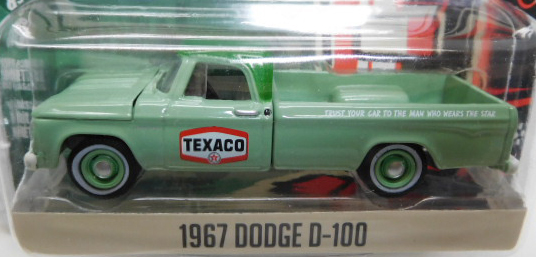 TRUST YOUR CAR TO THE MAN WHO WEARS THE STAR
TEXACO
1967 DODGE D-100